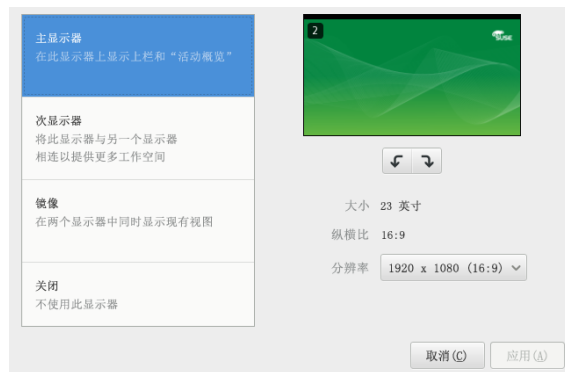 主显示器
在此显示器上显示上栏和“活动概览”
次显示器
将此显示器与另一个显示器
相连以提供更多工作空间
镜像
在两个显示器中同时显示现有视图
关闭
不使用此显示器
2
SUSE
大小 23 英寸
纵横比 16:9
分辨率 1920 x 1080 (16:9)
取消(C) 应用(A)